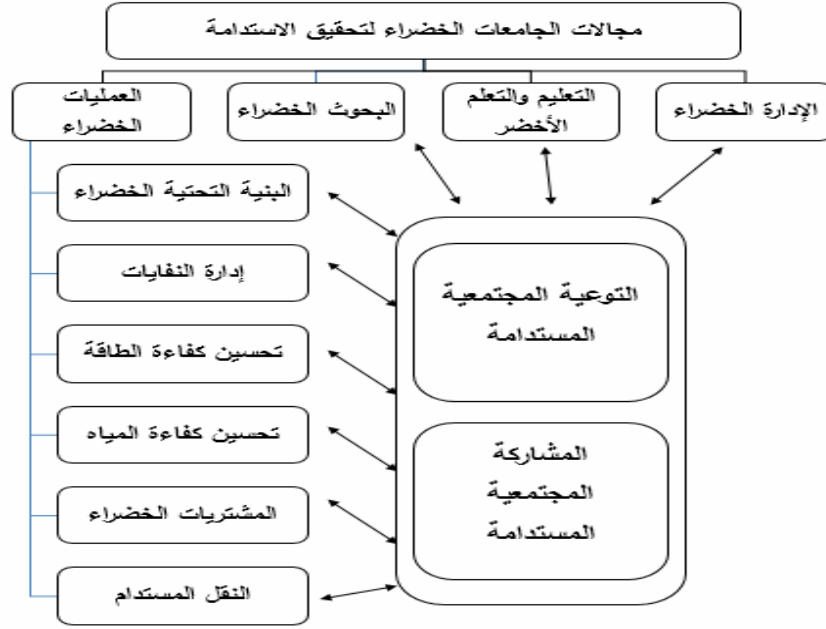 مجالات الجامعات الخضراء لتحقيق الاستدامة
الإدارة الخضراء
التعليم والتعلم
الأخضر
البحوث الخضراء
العمليات
الخضراء
البنية التحتية الخضراء
إدارة النفايات
تحسين كفاءة الطاقة
تحسين كفاءة المياه
المشتريات الخضراء
النقل المستدام
التوعية المجتمعية
المستدامة
المشاركة
المجتمعية
المستدامة